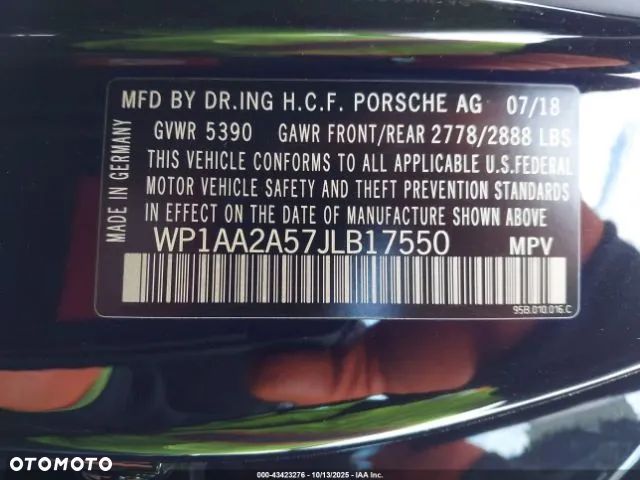 MFD BY DR.ING H.C.F. PORSCHE AG 07/18
GVWR 5390 GAWR FRONT/REAR 2778/2888 LBS
THIS VEHICLE CONFORMS TO ALL APPLICABLE U.S.FEDERAL
MOTOR VEHICLE SAFETY AND THEFT PREVENTION STANDARDS
IN EFFECT ON THE DATE OF MANUFACTURE SHOWN ABOVE
WP1AA2A57JLB17550 MPV
MADE IN GERMANY
95B.010.016.C
OTOMOTO
000-43423276 - 10/13/2025 - IAA Inc.